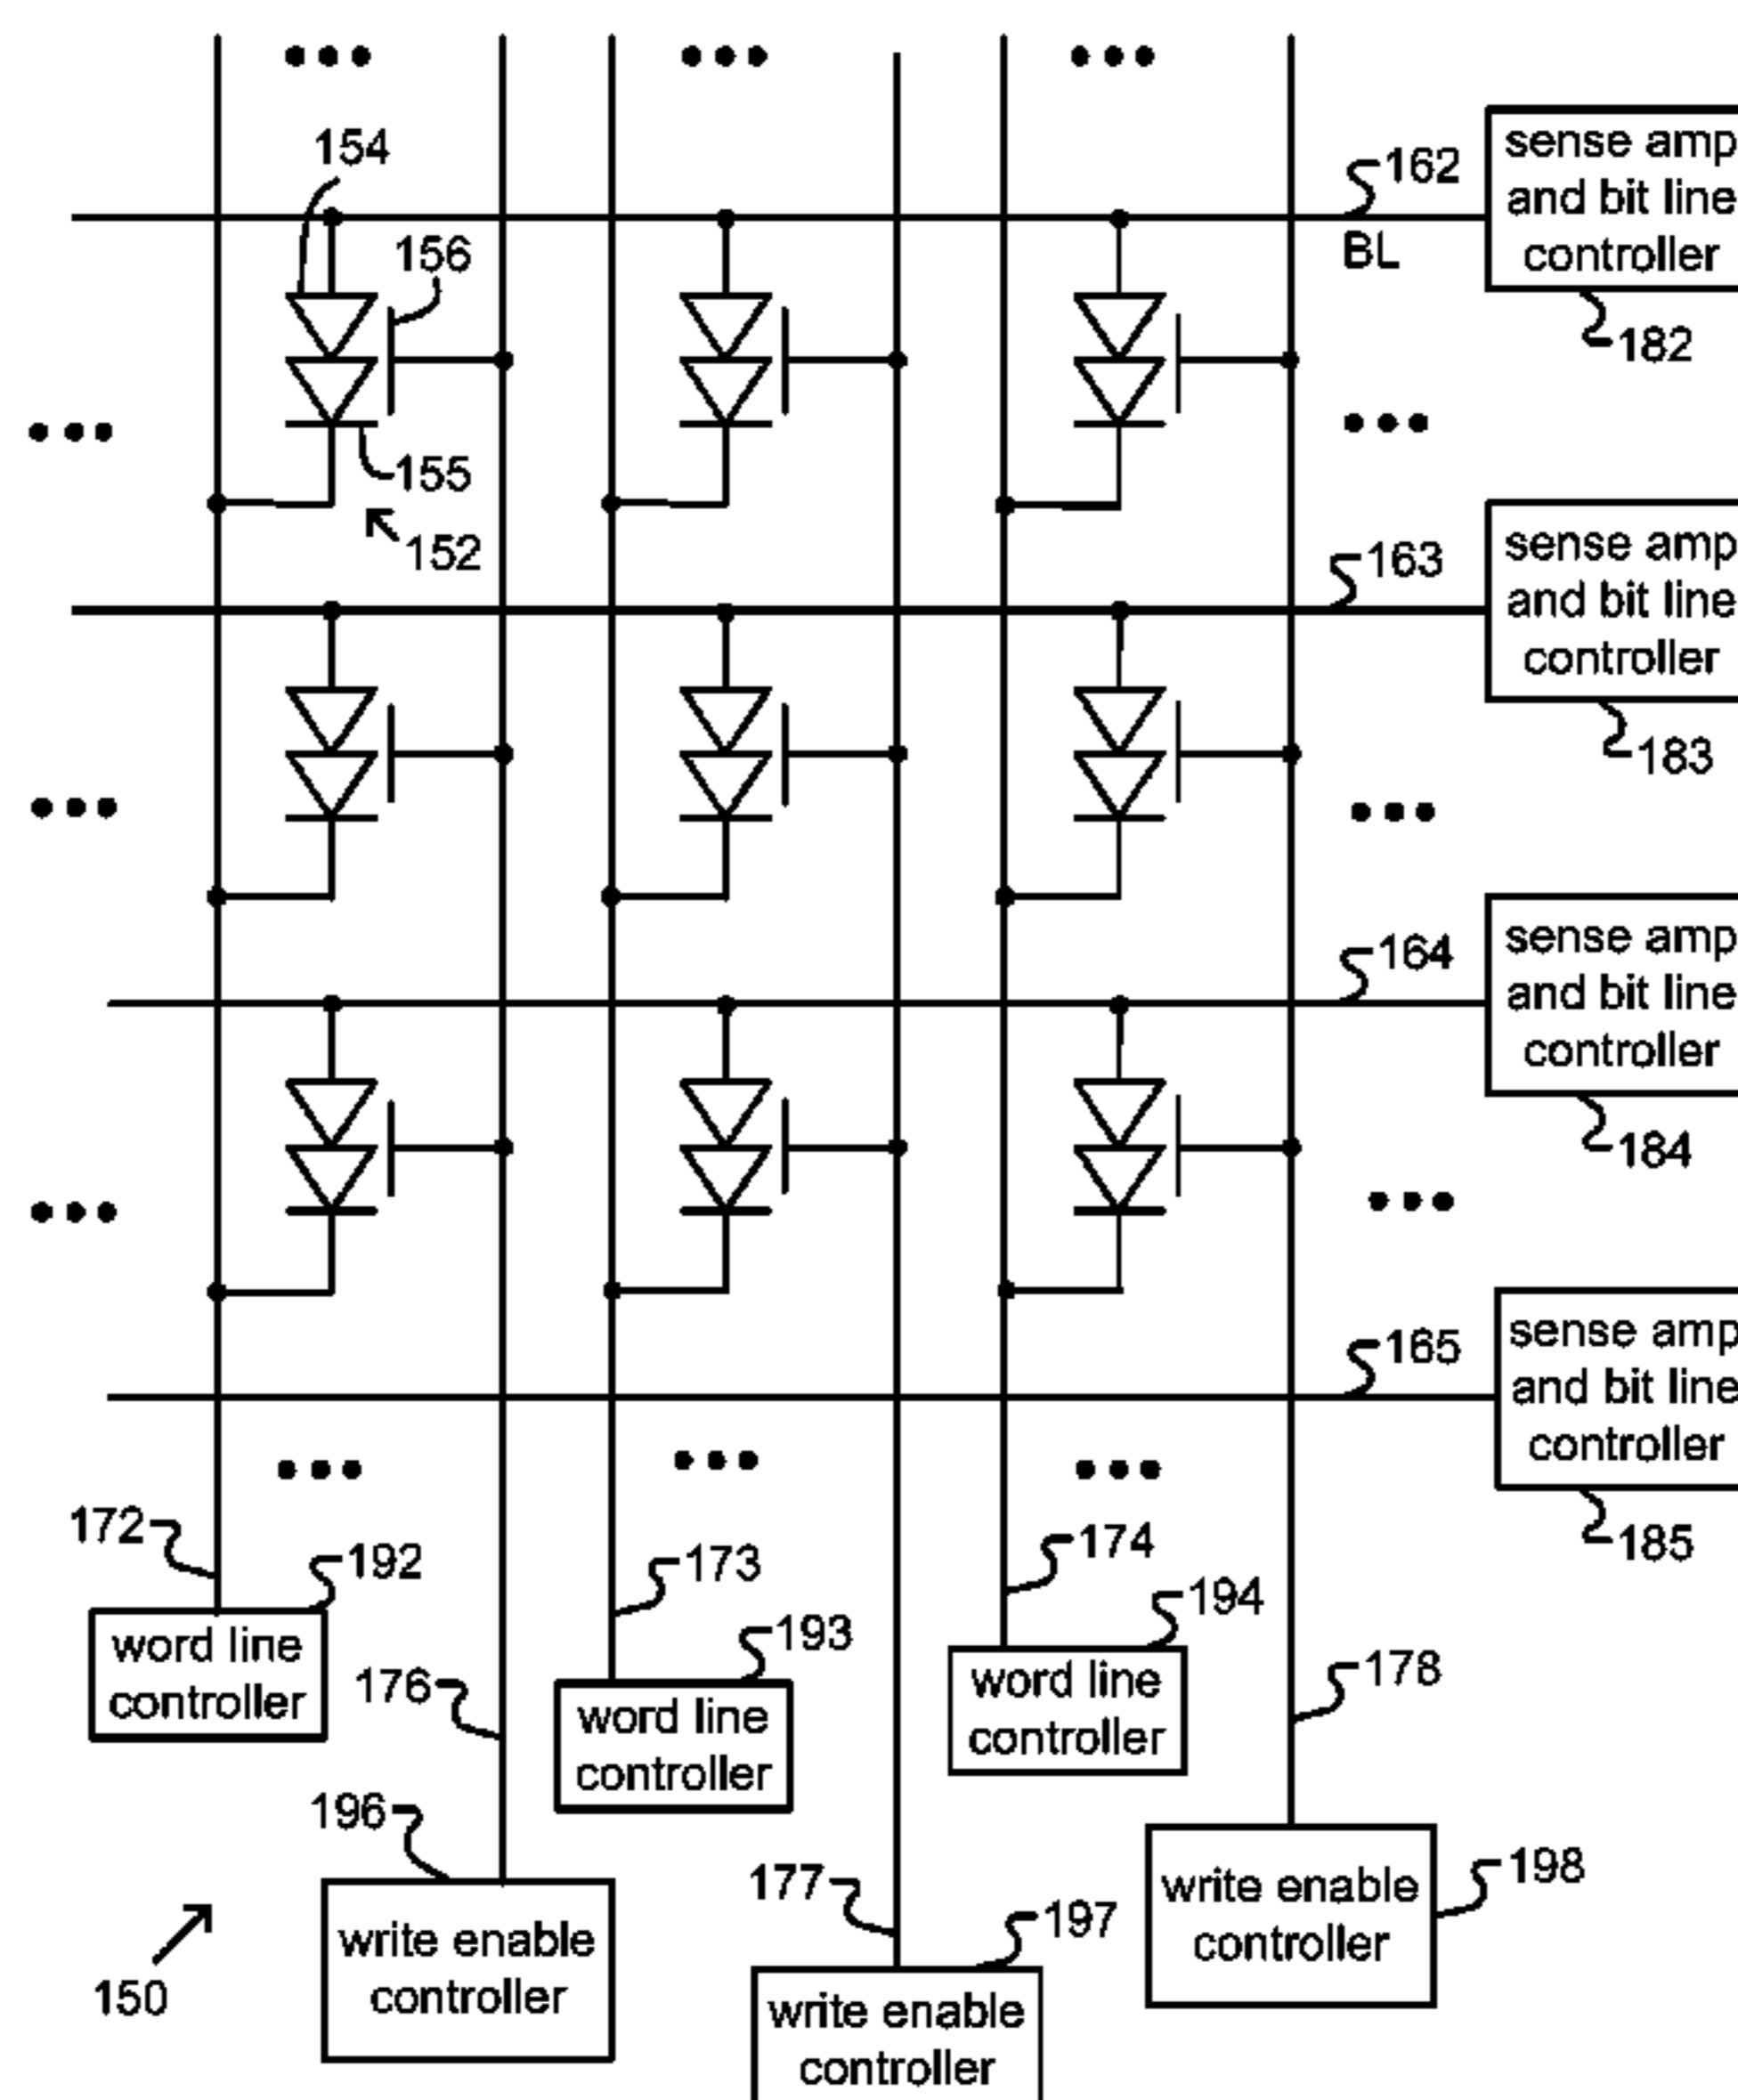 154
162
sense amp
and bit line
controller
BL
156
182
155
152
163
sense amp
and bit line
controller
183
164
sense amp
and bit line
controller
184
165
sense amp
and bit line
controller
185
172
192
173
174
194
193
word line
controller
176
word line
controller
178
word line
controller
196
177
197
198
write enable
controller
write enable
controller
150
write enable
controller